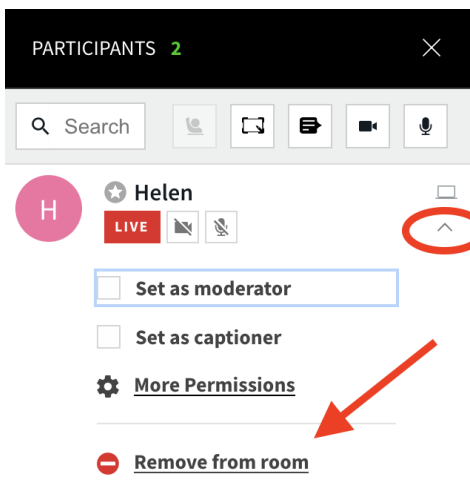 PARTICIPANTS 2
Search
H
Helen
LIVE
Set as moderator
Set as captioner
More Permissions
Remove from room